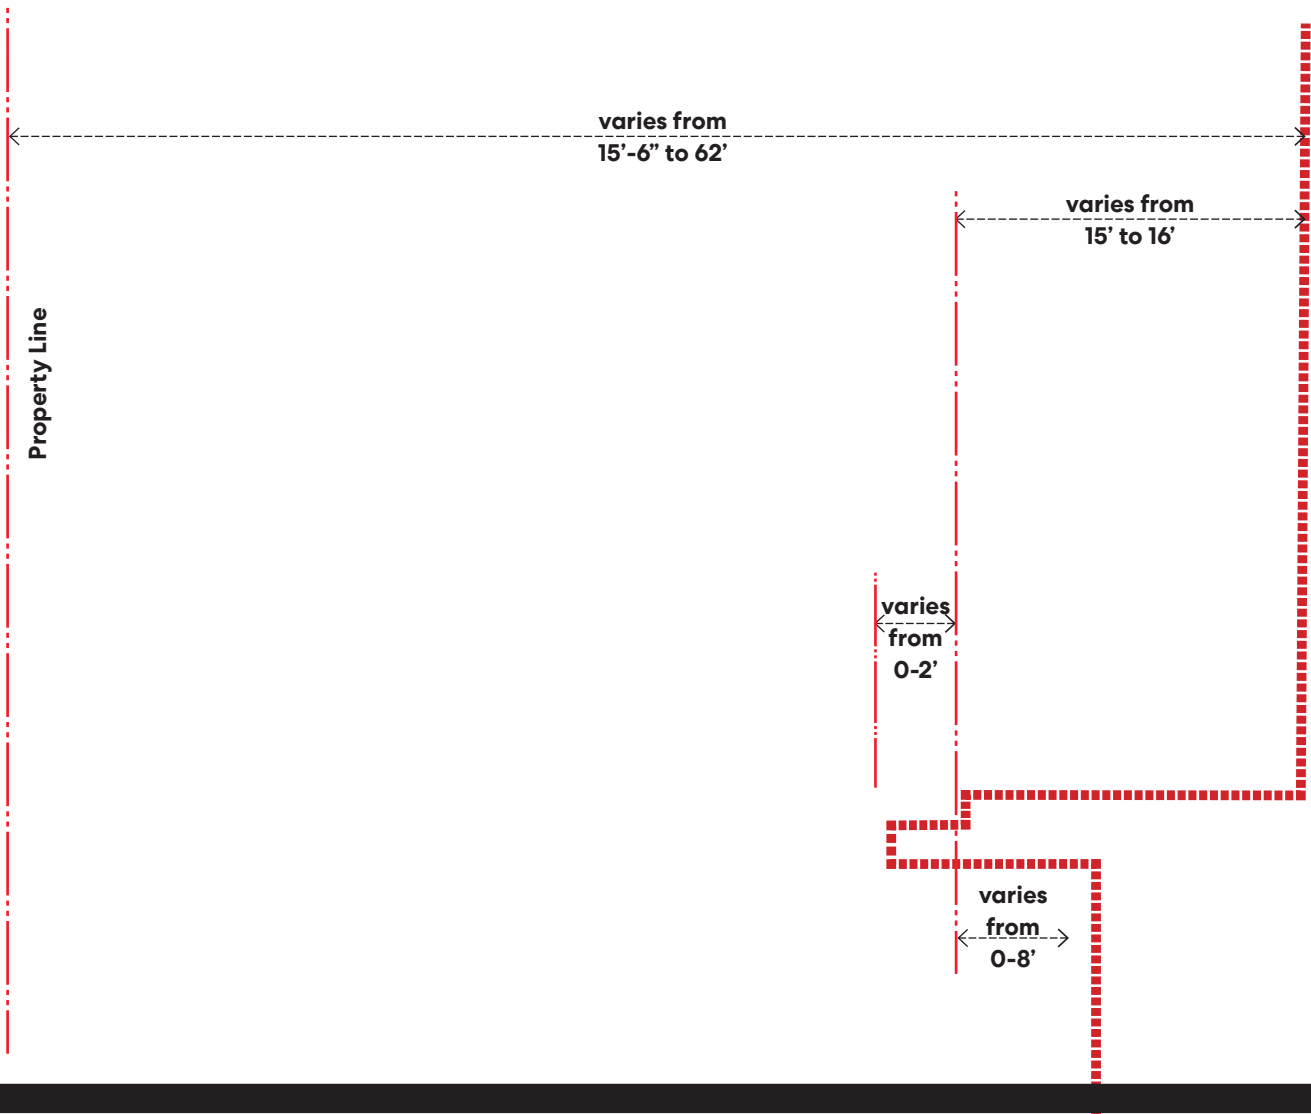 varies from
15’-6” to 62’
varies from
15’ to 16’
Property Line
varies
from
0-2’
varies
from
0-8’